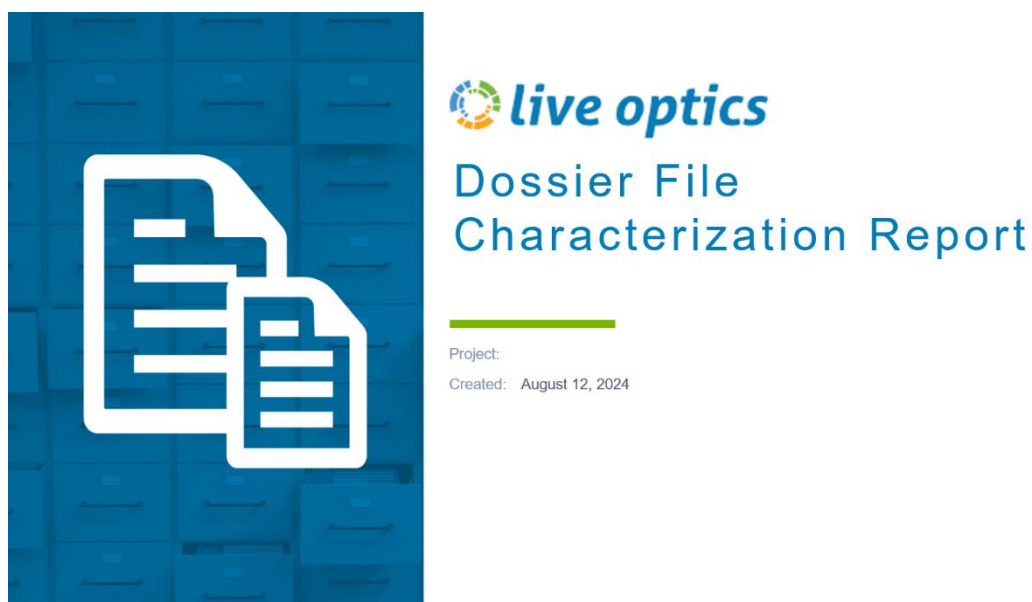 live optics
Dossier File
Characterization Report
Project:
Created: August 12, 2024